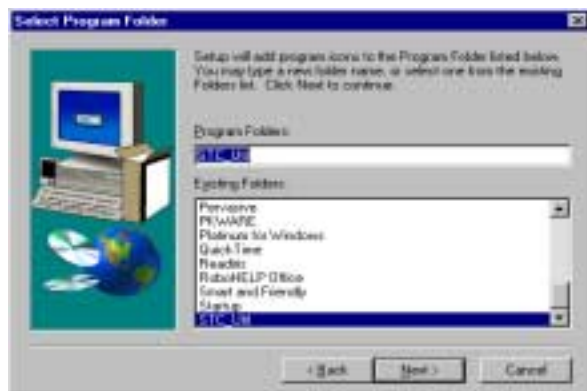 Select Program Folder
Setup will add program icons to the Program Folder listed below.
You may type a new folder name, or select one from the existing
Folders list. Click Next to continue.
Program Folders:
Existing Folders:
Pervasive
PKWARE
Platinum for Windows
QuickTime
ReadIris
RoboHELP Office
Smart and Friendly
Startup
< Back
Next >
Cancel